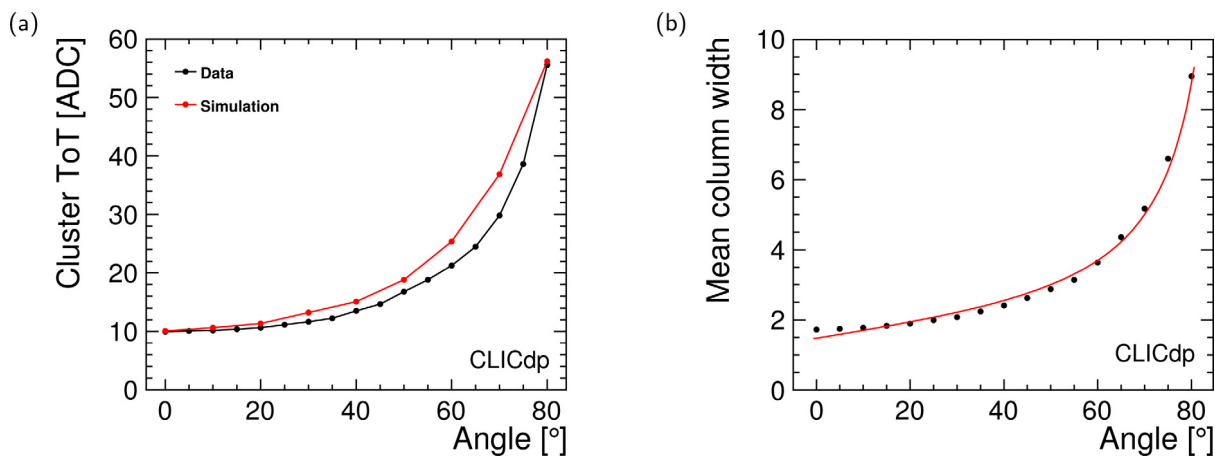 (a)
Cluster ToT [ADC]
60
50
40
30
20
10
0
Data
Simulation
CLICdp
0 20 40 60 80
Angle [°]
(b)
Mean column width
10
8
6
4
2
0
CLICdp
0 20 40 60 80
Angle [°]